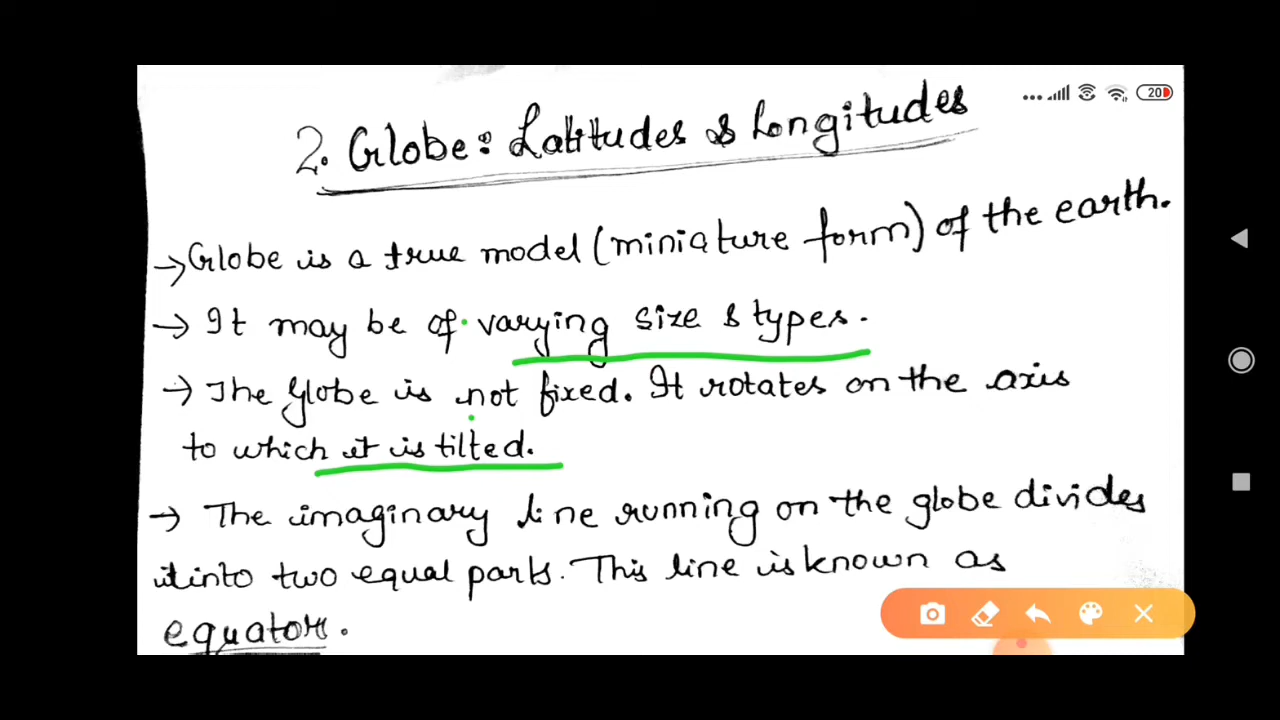 20
2. Globe: Latitudes & Longitudes
→ Globe is a true model (miniature form) of the earth.
→ It may be of varying size & types.
→ The Globe is not fixed. It rotates on the axis
to which it is tilted.
→ The imaginary line running on the globe divides
it into two equal parts. This line is known as
equator.